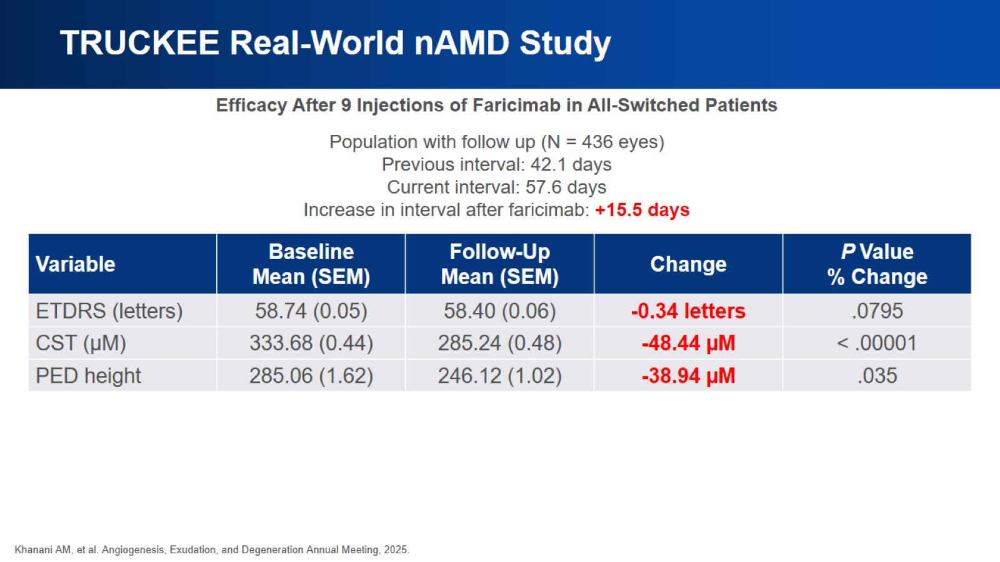 TRUCKEE Real-World nAMD Study
Efficacy After 9 Injections of Faricimab in All-Switched Patients
Population with follow up (N = 436 eyes)
Previous interval: 42.1 days
Current interval: 57.6 days
Increase in interval after faricimab: +15.5 days
Variable
Baseline
Mean (SEM)
Follow-Up
Mean (SEM)
Change
P Value
% Change
ETDRS (letters) 58.74 (0.05) 58.40 (0.06) -0.34 letters .0795
CST (µM) 333.68 (0.44) 285.24 (0.48) -48.44 µM < .00001
PED height 285.06 (1.62) 246.12 (1.02) -38.94 µM .035
Khanani AM, et al. Angiogenesis, Exudation, and Degeneration Annual Meeting, 2025.